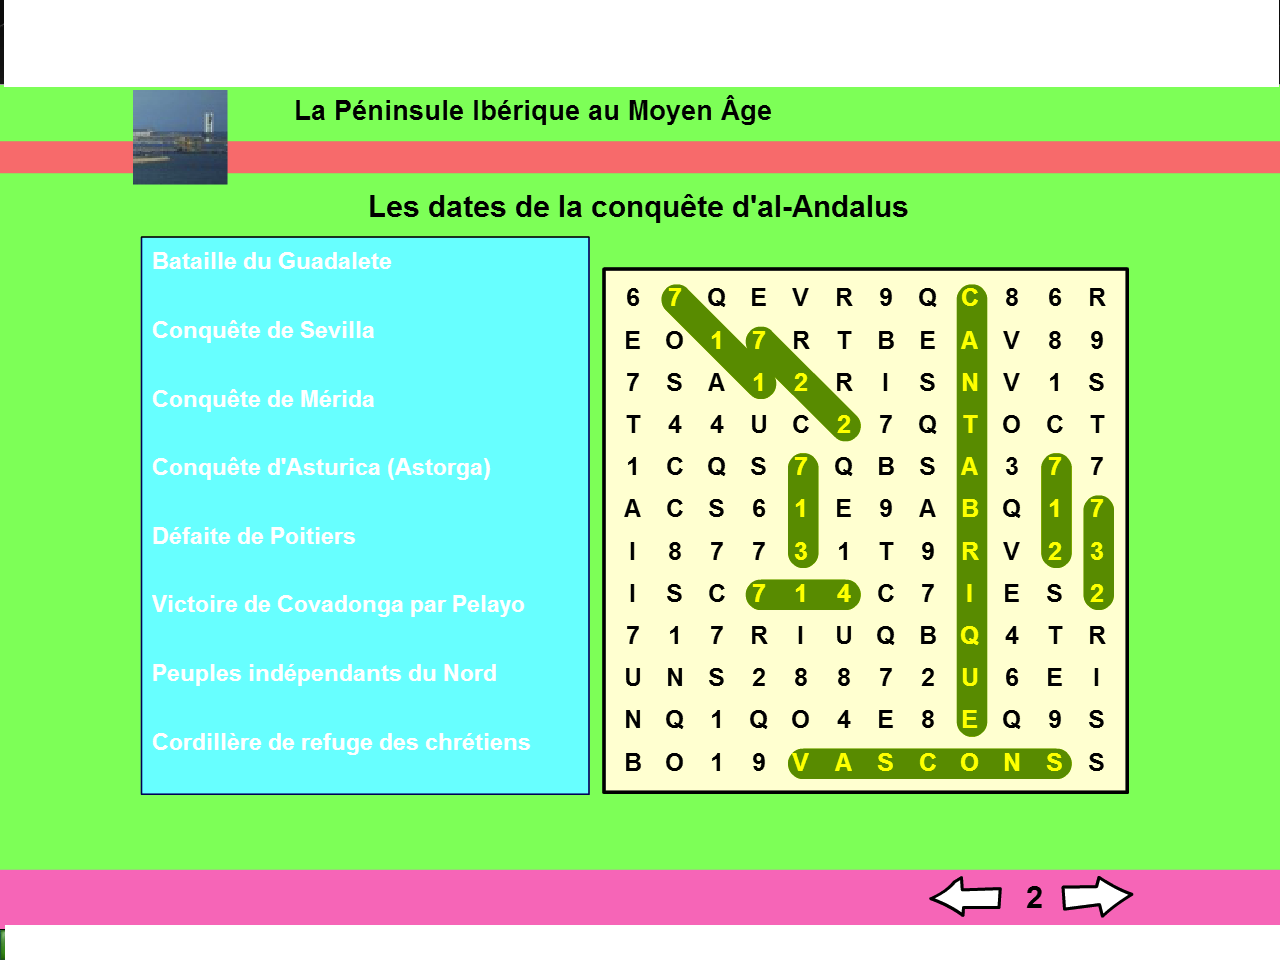 La Péninsule Ibérique au Moyen Âge
Les dates de la conquête d'al-Andalus
Bataille du Guadalete
Conquête de Sevilla
Conquête de Mérida
Conquête d'Asturica (Astorga)
Défaite de Poitiers
Victoire de Covadonga par Pelayo
Peuples indépendants du Nord
Cordillère de refuge des chrétiens
6 7 Q E V R 9 Q C 8 6 R
E O 1 7 R T B E A V 8 9
7 S A 1 2 R I S N V 1 S
T 4 4 U C 2 7 Q T O C T
1 C Q S 7 Q B S A 3 7 7
A C S 6 1 E 9 A B Q 1 7
I 8 7 7 3 1 T 9 R V 2 3
I S C 7 1 4 C 7 I E S 2
7 1 7 R I U Q B Q 4 T R
U N S 2 8 8 7 2 U 6 E I
N Q 1 Q O 4 E 8 E Q 9 S
B O 1 9 V A S C O N S S
2